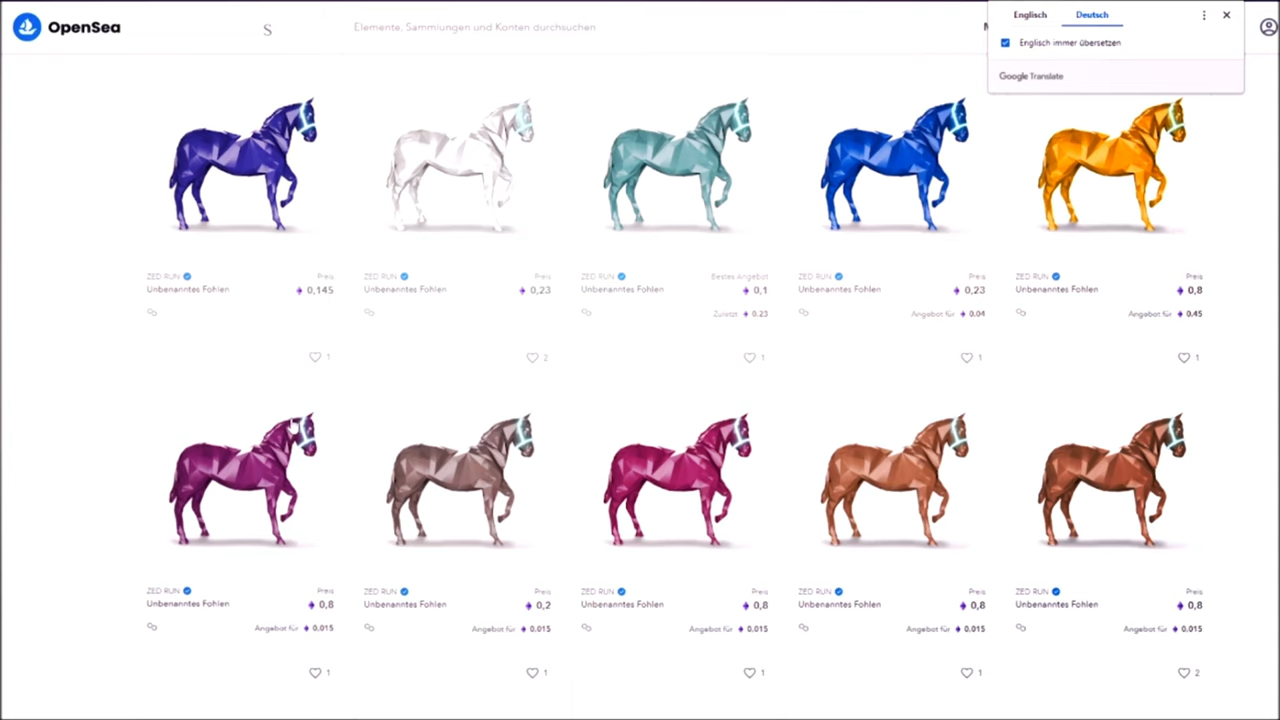 OpenSea
S
Elemente, Sammlungen und Konten durchsuchen
Englisch
Deutsch
Englisch immer übersetzen
Google Translate
ZED RUN Preis
Unbenanntes Fohlen 0,145
1
ZED RUN Preis
Unbenanntes Fohlen 0,23
2
ZED RUN Bestes Angebot
Unbenanntes Fohlen 0,1
Zuletzt 0.23
1
ZED RUN Preis
Unbenanntes Fohlen 0,23
Angebot für 0.04
1
ZED RUN Preis
Unbenanntes Fohlen 0,8
Angebot für 0,45
1
ZED RUN Preis
Unbenanntes Fohlen 0,8
Angebot für 0,015
1
ZED RUN Preis
Unbenanntes Fohlen 0,2
Angebot für 0.015
1
ZED RUN Preis
Unbenanntes Fohlen 0,8
Angebot für 0.015
1
ZED RUN Preis
Unbenanntes Fohlen 0,8
Angebot für 0.015
1
ZED RUN Preis
Unbenanntes Fohlen 0,8
Angebot für 0.015
2